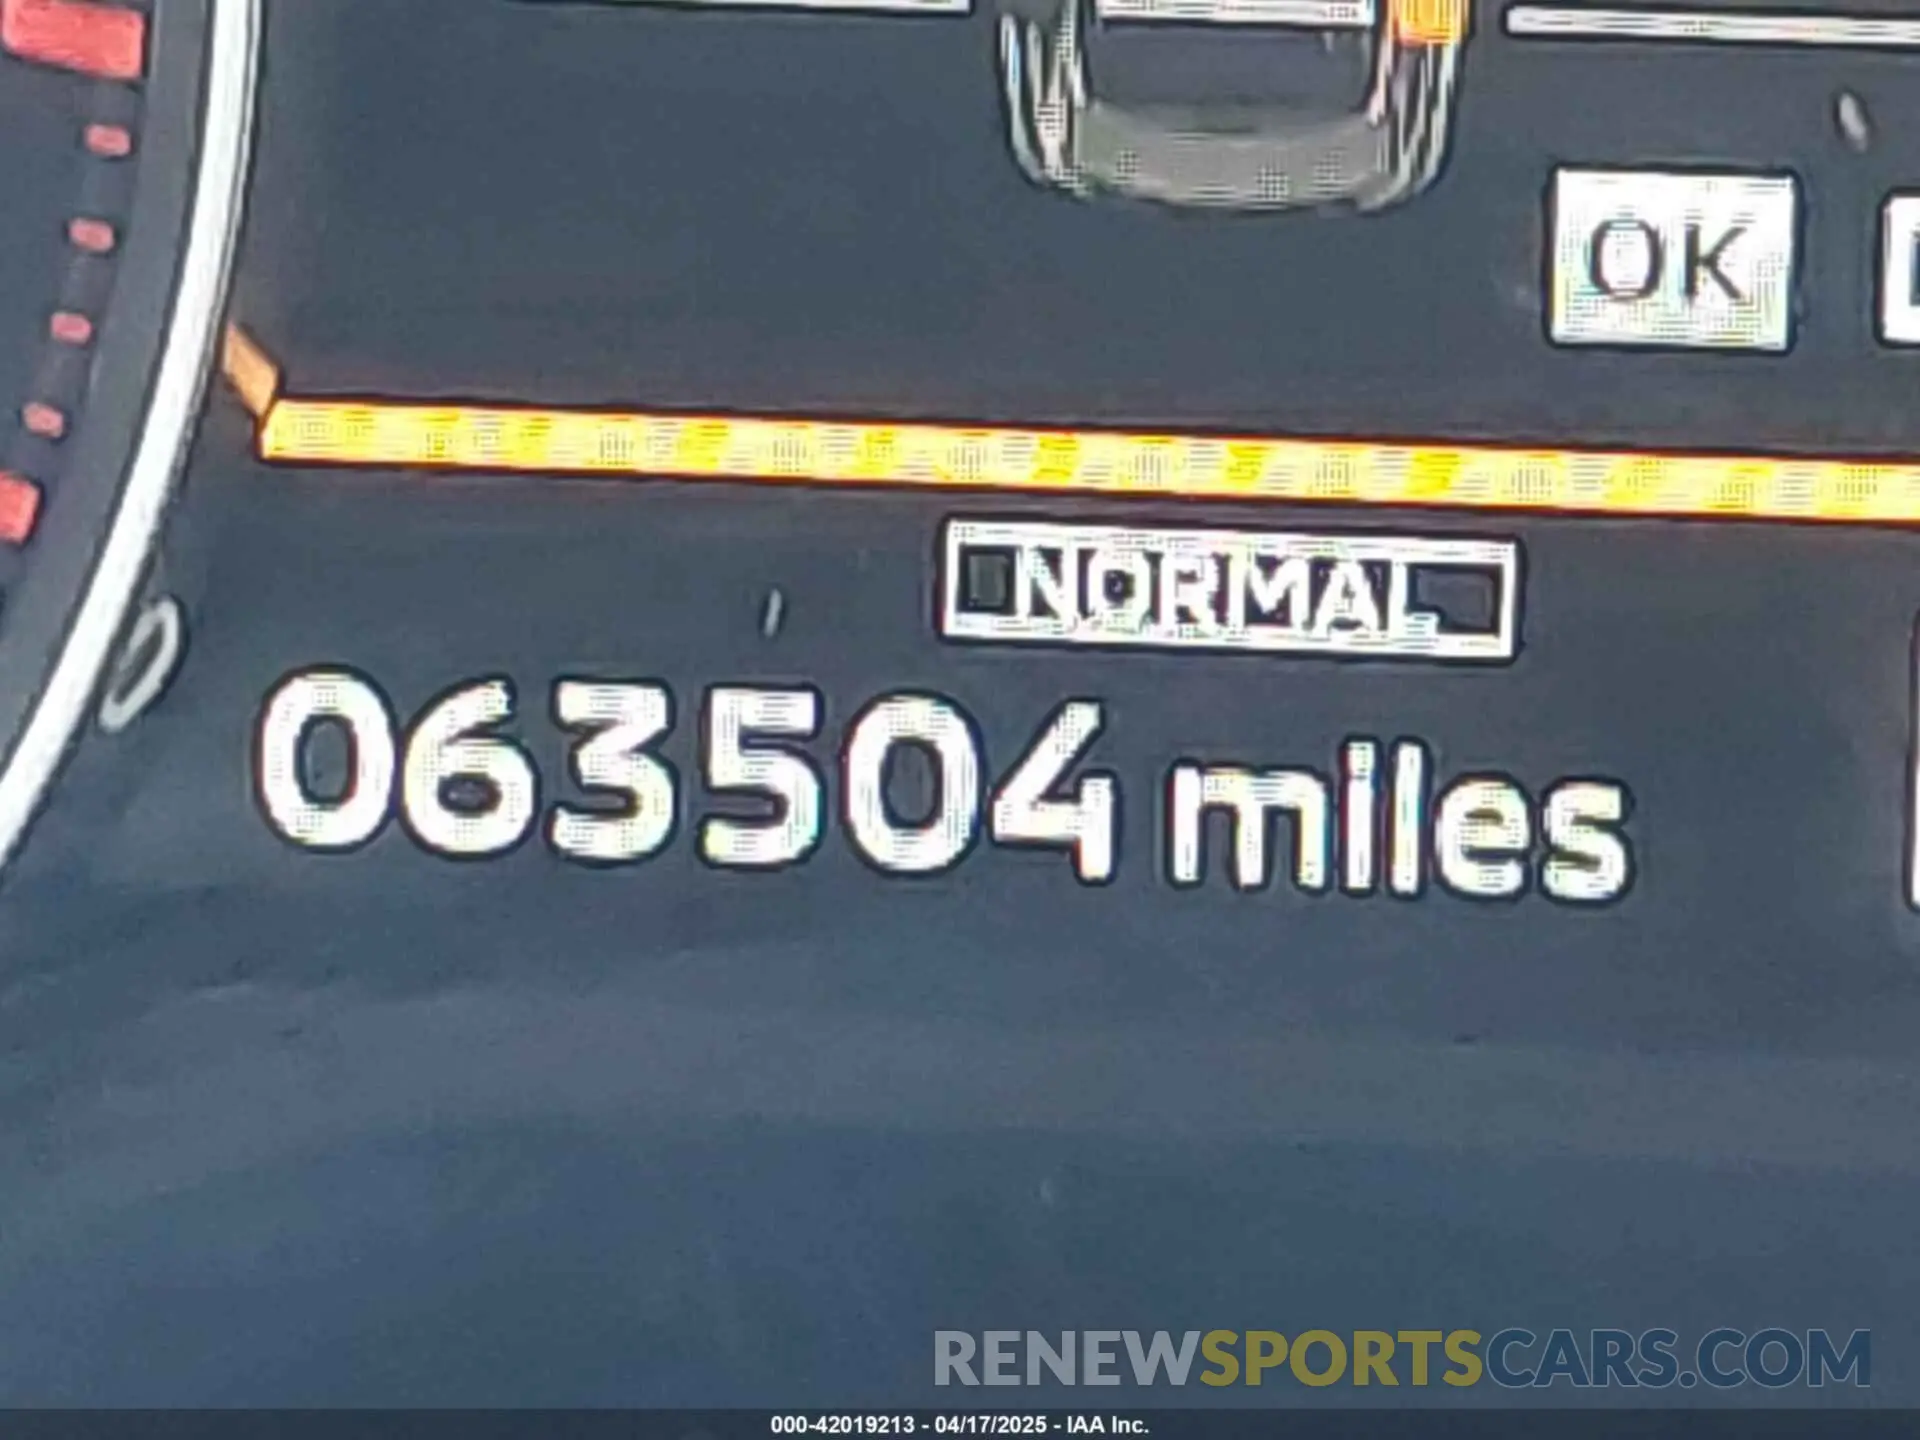 OK
NORMAL
063504 miles
RENEWSPORTSCARS.COM
000-42019213 - 04/17/2025 - IAA Inc.